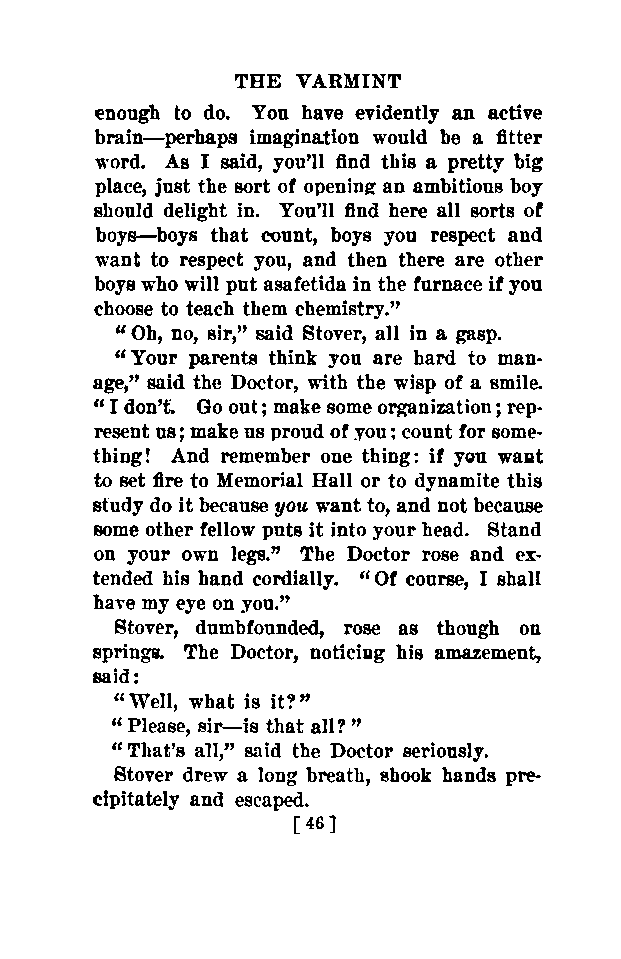 THE VARMINT
enough to do. You have evidently an active
brain—perhaps imagination would be a fitter
word. As I said, you'll find this a pretty big
place, just the sort of opening an ambitious boy
should delight in. You'll find here all sorts of
boys—boys that count, boys you respect and
want to respect you, and then there are other
boys who will put asafetida in the furnace if you
choose to teach them chemistry."
"Oh, no, sir," said Stover, all in a gasp.
"Your parents think you are hard to man-
age," said the Doctor, with the wisp of a smile.
"I don't. Go out; make some organization; rep-
resent us; make us proud of you; count for some-
thing! And remember one thing: if you want
to set fire to Memorial Hall or to dynamite this
study do it because you want to, and not because
some other fellow puts it into your head. Stand
on your own legs." The Doctor rose and ex-
tended his hand cordially. "Of course, I shall
have my eye on you."
Stover, dumbfounded, rose as though on
springs. The Doctor, noticing his amazement,
said:
"Well, what is it?"
"Please, sir—is that all?"
"That's all," said the Doctor seriously.
Stover drew a long breath, shook hands pre-
cipitately and escaped.
[46]